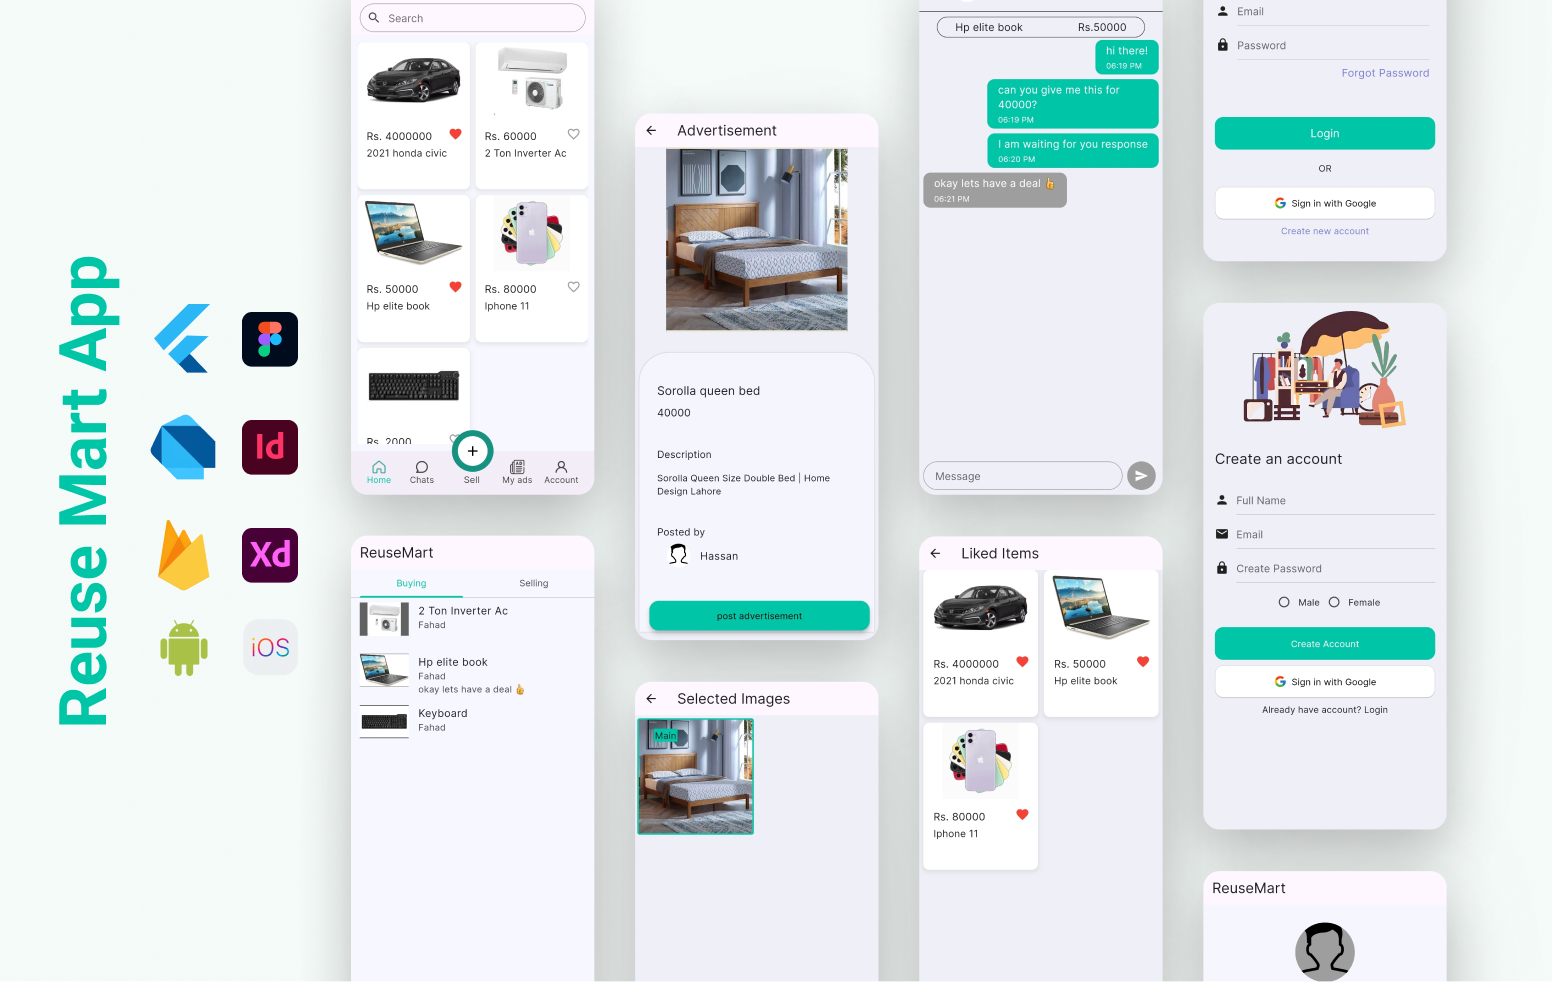 Reuse Mart App
Id
Xd
iOS
Search
Rs. 4000000
2021 honda civic
Rs. 60000
2 Ton Inverter Ac
Rs. 50000
Hp elite book
Rs. 80000
Iphone 11
Rs. 2000
Home
Chats
Sell
My ads
Account
ReuseMart
Buying
Selling
2 Ton Inverter Ac
Fahad
Hp elite book
Fahad
okay lets have a deal 👍
Keyboard
Fahad
Advertisement
Sorolla queen bed
40000
Description
Sorolla Queen Size Double Bed | Home
Design Lahore
Posted by
Hassan
post advertisement
Selected Images
Main
Hp elite book
Rs.50000
hi there!
06:19 PM
can you give me this for
40000?
06:19 PM
I am waiting for you response
06:20 PM
okay lets have a deal 👍
06:21 PM
Message
Liked Items
Rs. 4000000
2021 honda civic
Rs. 50000
Hp elite book
Rs. 80000
Iphone 11
Email
Password
Forgot Password
Login
OR
Sign in with Google
Create new account
Create an account
Full Name
Email
Create Password
Male
Female
Create Account
Sign in with Google
Already have account? Login
ReuseMart